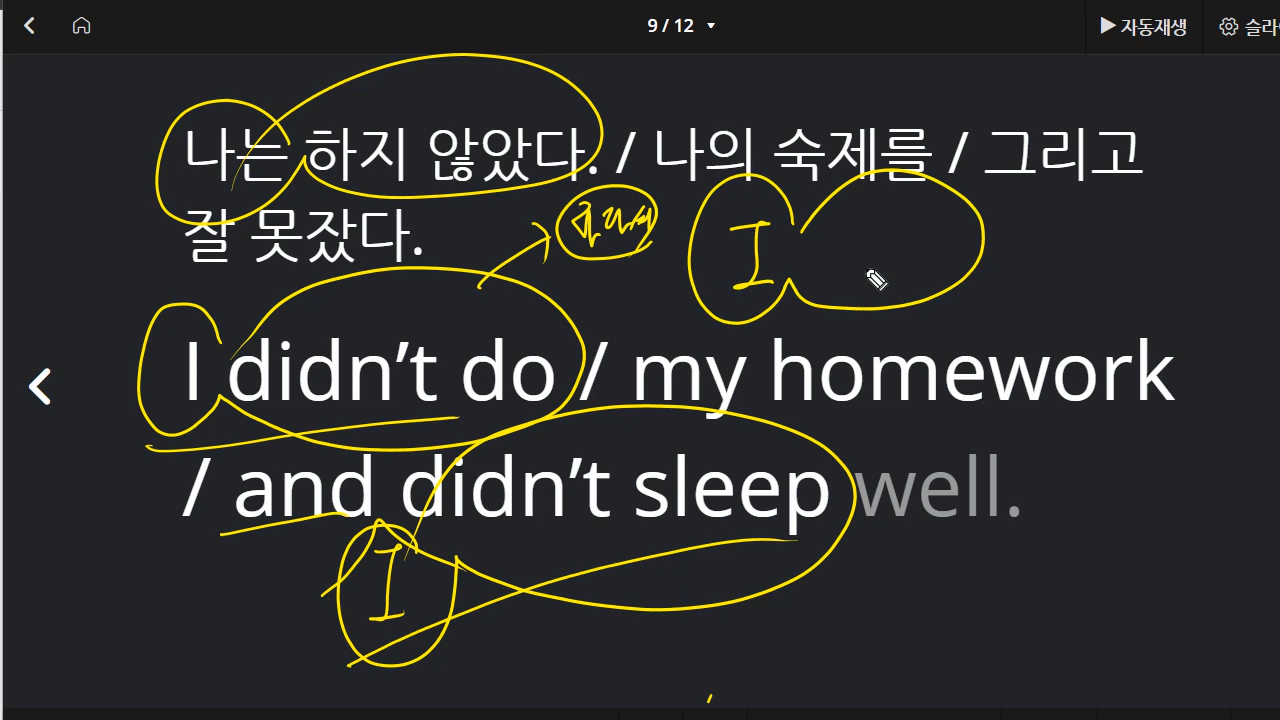 9 / 12
자동재생
슬라
나는 하지 않았다. / 나의 숙제를 / 그리고
잘 못잤다.
I
I didn't do / my homework
/ and didn't sleep well.
I